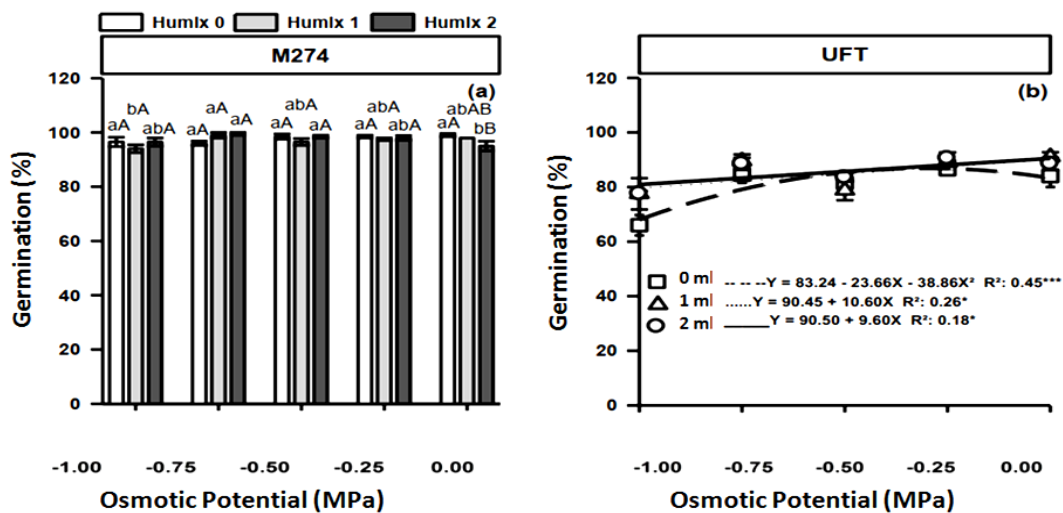 Humlx 0 Humlx 1 Humlx 2
M274
(a)
bA aA abA abA abAB
aA abA aA aA aA aA aA abA aA bB
120
100
80
60
40
20
0
Germination (%)
-1.00 -0.75 -0.50 -0.25 0.00
Osmotic Potential (MPa)
UFT
(b)
120
100
80
60
40
20
0
Germination (%)
0 ml -- -- --Y = 83.24 - 23.66X - 38.86X² R²: 0.45***
1 ml ......Y = 90.45 + 10.60X R²: 0.26*
2 ml ______Y = 90.50 + 9.60X R²: 0.18*
-1.00 -0.75 -0.50 -0.25 0.00
Osmotic Potential (MPa)